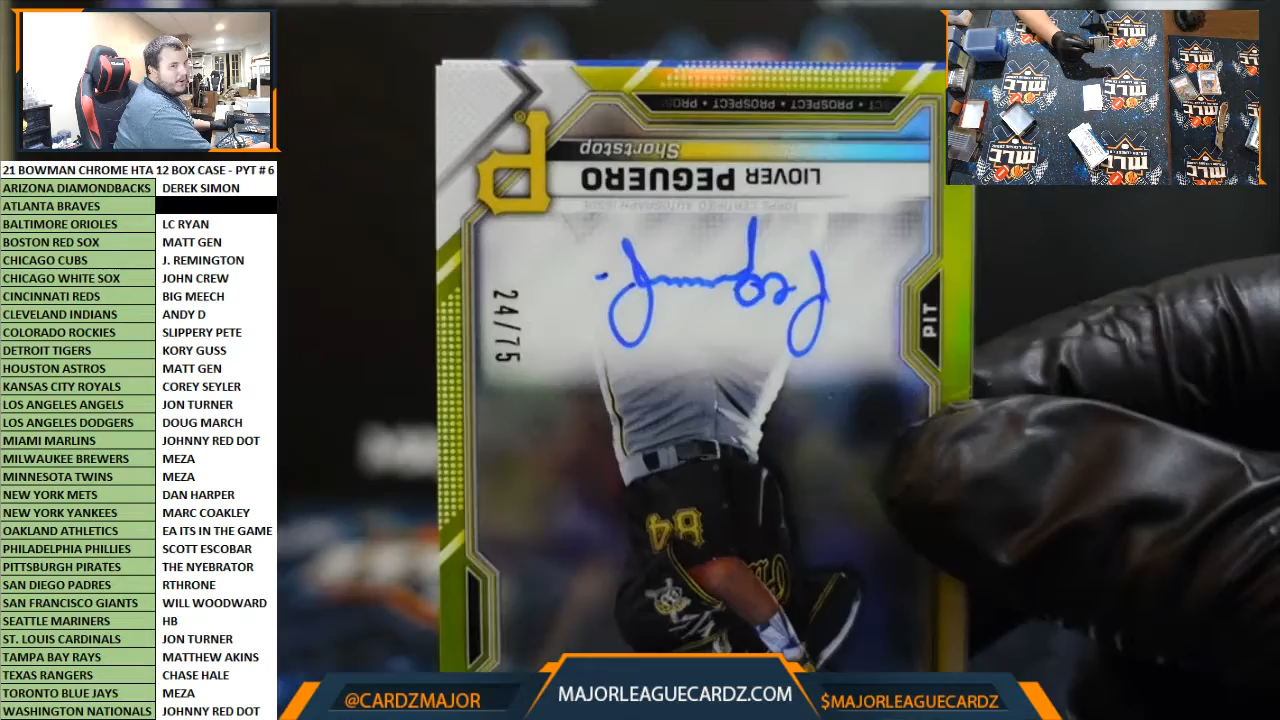 21 BOWMAN CHROME HTA 12 BOX CASE - PYT # 6
ARIZONA DIAMONDBACKS DEREK SIMON
ATLANTA BRAVES
BALTIMORE ORIOLES LC RYAN
BOSTON RED SOX MATT GEN
CHICAGO CUBS J. REMINGTON
CHICAGO WHITE SOX JOHN CREW
CINCINNATI REDS BIG MEECH
CLEVELAND INDIANS ANDY D
COLORADO ROCKIES SLIPPERY PETE
DETROIT TIGERS KORY GUSS
HOUSTON ASTROS MATT GEN
KANSAS CITY ROYALS COREY SEYLER
LOS ANGELES ANGELS JON TURNER
LOS ANGELES DODGERS DOUG MARCH
MIAMI MARLINS JOHNNY RED DOT
MILWAUKEE BREWERS MEZA
MINNESOTA TWINS MEZA
NEW YORK METS DAN HARPER
NEW YORK YANKEES MARC COAKLEY
OAKLAND ATHLETICS EA ITS IN THE GAME
PHILADELPHIA PHILLIES SCOTT ESCOBAR
PITTSBURGH PIRATES THE NYEBRATOR
SAN DIEGO PADRES RTHRONE
SAN FRANCISCO GIANTS WILL WOODWARD
SEATTLE MARINERS HB
ST. LOUIS CARDINALS JON TURNER
TAMPA BAY RAYS MATTHEW AKINS
TEXAS RANGERS CHASE HALE
TORONTO BLUE JAYS MEZA
WASHINGTON NATIONALS JOHNNY RED DOT
PROSPECT • PROSPECT •
Shortstop
P
LIOVER PEGUERO
TOPPS CERTIFIED AUTOGRAPH ISSUE
24/75
PIT
84
MLBC
@CARDZMAJOR
MAJORLEAGUECARDZ.COM
$MAJORLEAGUECARDZ